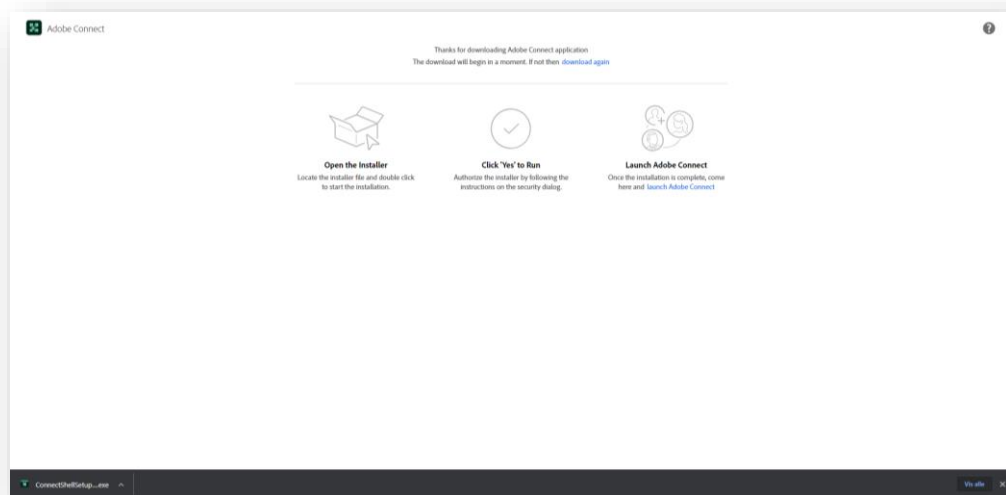 Adobe Connect
?
Thanks for downloading Adobe Connect application
The download will begin in a moment. If not then download again
Open the Installer
Locate the installer file and double click
to start the installation.
Click 'Yes' to Run
Authorize the installer by following the
instructions on the security dialog.
Launch Adobe Connect
Once the installation is complete, come
here and launch Adobe Connect
ConnectShellSetup...exe
Vis alle